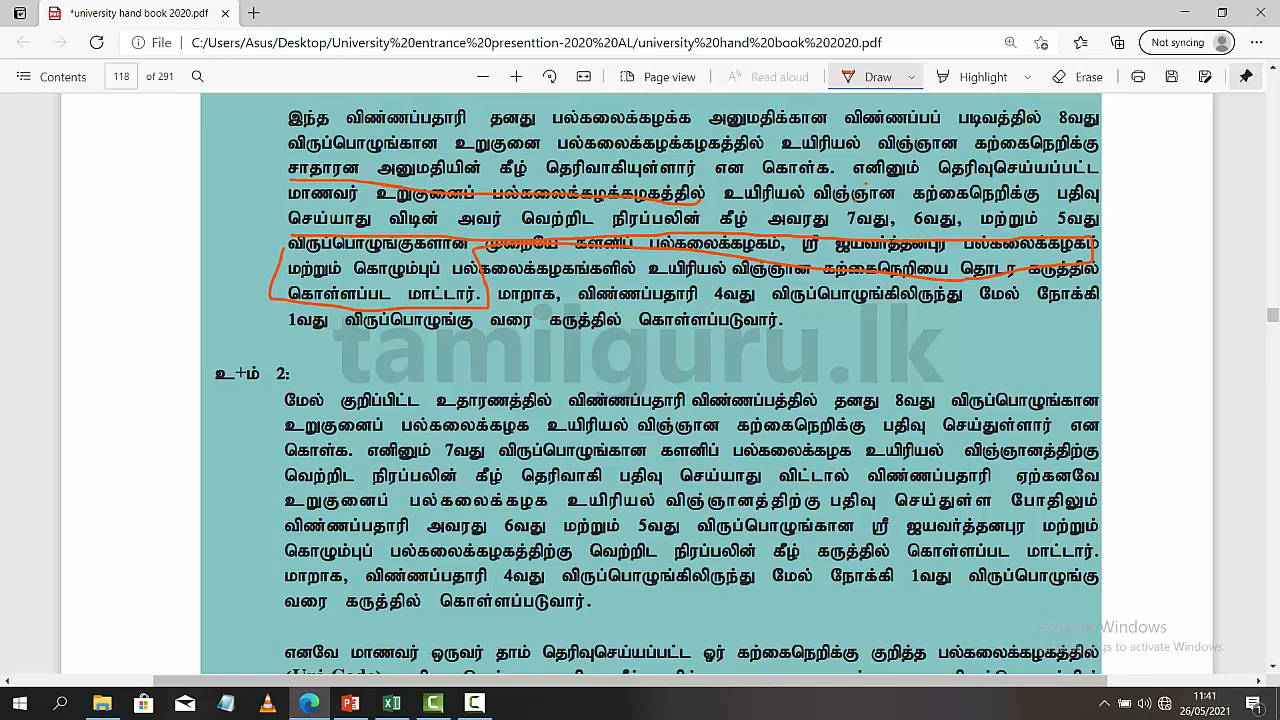 *university hand book 2020.pdf
File
C:/Users/Asus/Desktop/University%20entrance%20presenttion-2020%20AL/university%20hand%20book%202020.pdf
Not syncing
Contents
118 of 291
Page view
Read aloud
Draw
Highlight
Erase
இந்த விண்ணப்பதாரி தனது பல்கலைக்கழக அனுமதிக்கான விண்ணப்பப் படிவத்தில் 8வது
விருப்பொழுங்கான உறுகுனை பல்கலைக்கழக்கழகத்தில் உயிரியல் விஞ்ஞான கற்கைநெறிக்கு
சாதாரன அனுமதியின் கீழ் தெரிவாகியுள்ளார் என கொள்க. எனினும் தெரிவுசெய்யப்பட்ட
மாணவர் உறுகுனைப் பல்கலைக்கழக்கழகத்தில் உயிரியல் விஞ்ஞான கற்கைநெறிக்கு பதிவு
செய்யாது விடின் அவர் வெற்றிட நிரப்பலின் கீழ் அவரது 7வது, 6வது, மற்றும் 5வது
விருப்பொழுங்குகளான முறையே களனிப் பல்கலைக்கழகம், ஸ்ரீ ஜயவர்த்தனபுர பல்கலைக்கழகம்
மற்றும் கொழும்புப் பல்கலைக்கழகங்களில் உயிரியல் விஞ்ஞான கற்கைநெறியை தொடர கருத்தில்
கொள்ளப்பட மாட்டார். மாறாக, விண்ணப்பதாரி 4வது விருப்பொழுங்கிலிருந்து மேல் நோக்கி
1வது விருப்பொழுங்கு வரை கருத்தில் கொள்ளப்படுவார்.
tamilguru.lk
உ+ம் 2:
மேல் குறிப்பிட்ட உதாரணத்தில் விண்ணப்பதாரி விண்ணப்பத்தில் தனது 8வது விருப்பொழுங்கான
உறுகுனைப் பல்கலைக்கழக உயிரியல் விஞ்ஞான கற்கைநெறிக்கு பதிவு செய்துள்ளார் என
கொள்க. எனினும் 7வது விருப்பொழுங்கான களனிப் பல்கலைக்கழக உயிரியல் விஞ்ஞானத்திற்கு
வெற்றிட நிரப்பலின் கீழ் தெரிவாகி பதிவு செய்யாது விட்டால் விண்ணப்பதாரி ஏற்கனவே
உறுகுனைப் பல்கலைக்கழக உயிரியல் விஞ்ஞானத்திற்கு பதிவு செய்துள்ள போதிலும்
விண்ணப்பதாரி அவரது 6வது மற்றும் 5வது விருப்பொழுங்கான ஸ்ரீ ஜயவர்த்தனபுர மற்றும்
கொழும்புப் பல்கலைக்கழகத்திற்கு வெற்றிட நிரப்பலின் கீழ் கருத்தில் கொள்ளப்பட மாட்டார்.
மாறாக, விண்ணப்பதாரி 4வது விருப்பொழுங்கிலிருந்து மேல் நோக்கி 1வது விருப்பொழுங்கு
வரை கருத்தில் கொள்ளப்படுவார்.
Activate Windows
to activate Windows.
எனவே மாணவர் ஒருவர் தாம் தெரிவுசெய்யப்பட்ட ஓர் கற்கைநெறிக்கு குறித்த பல்கலைக்கழகத்தில்
11:41
26/05/2021